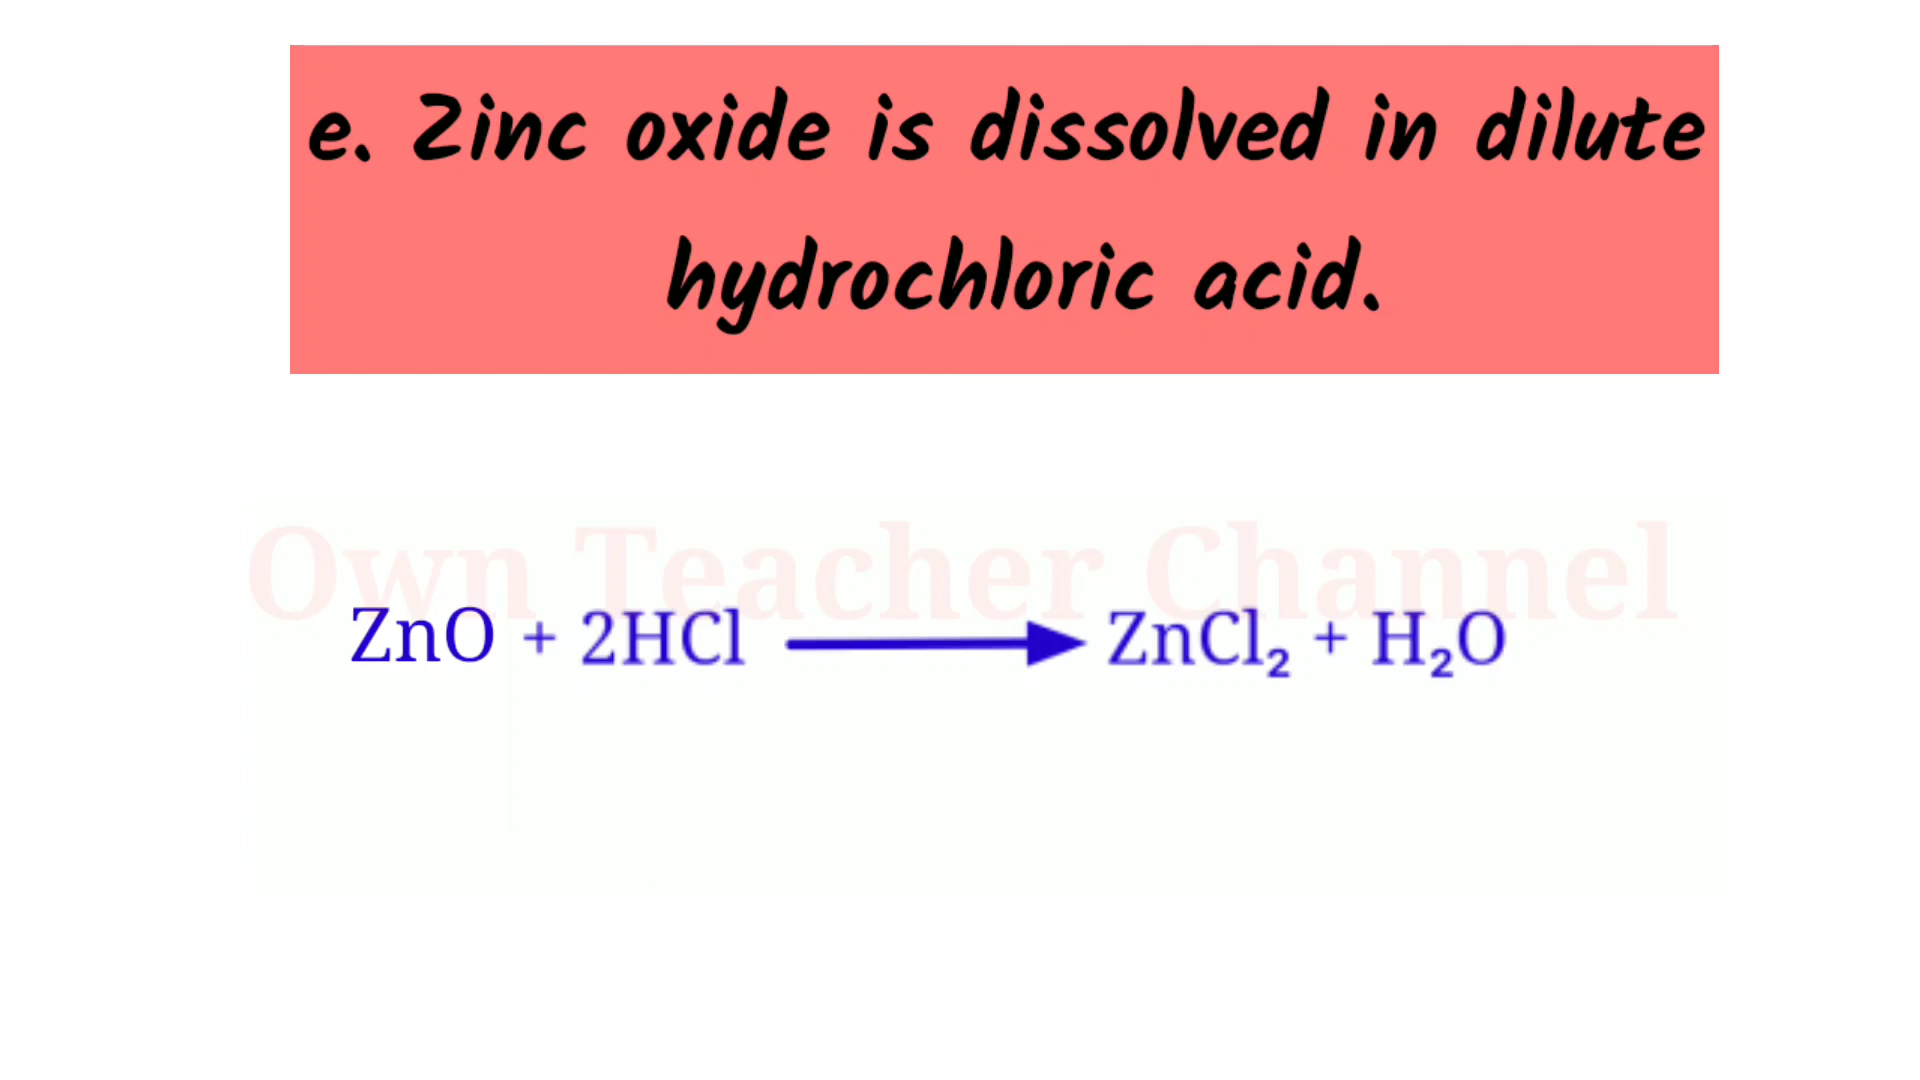 e. Zinc oxide is dissolved in dilute
hydrochloric acid.
Own Teacher Channel
ZnO + 2HCl ⟶ ZnCl₂ + H₂O